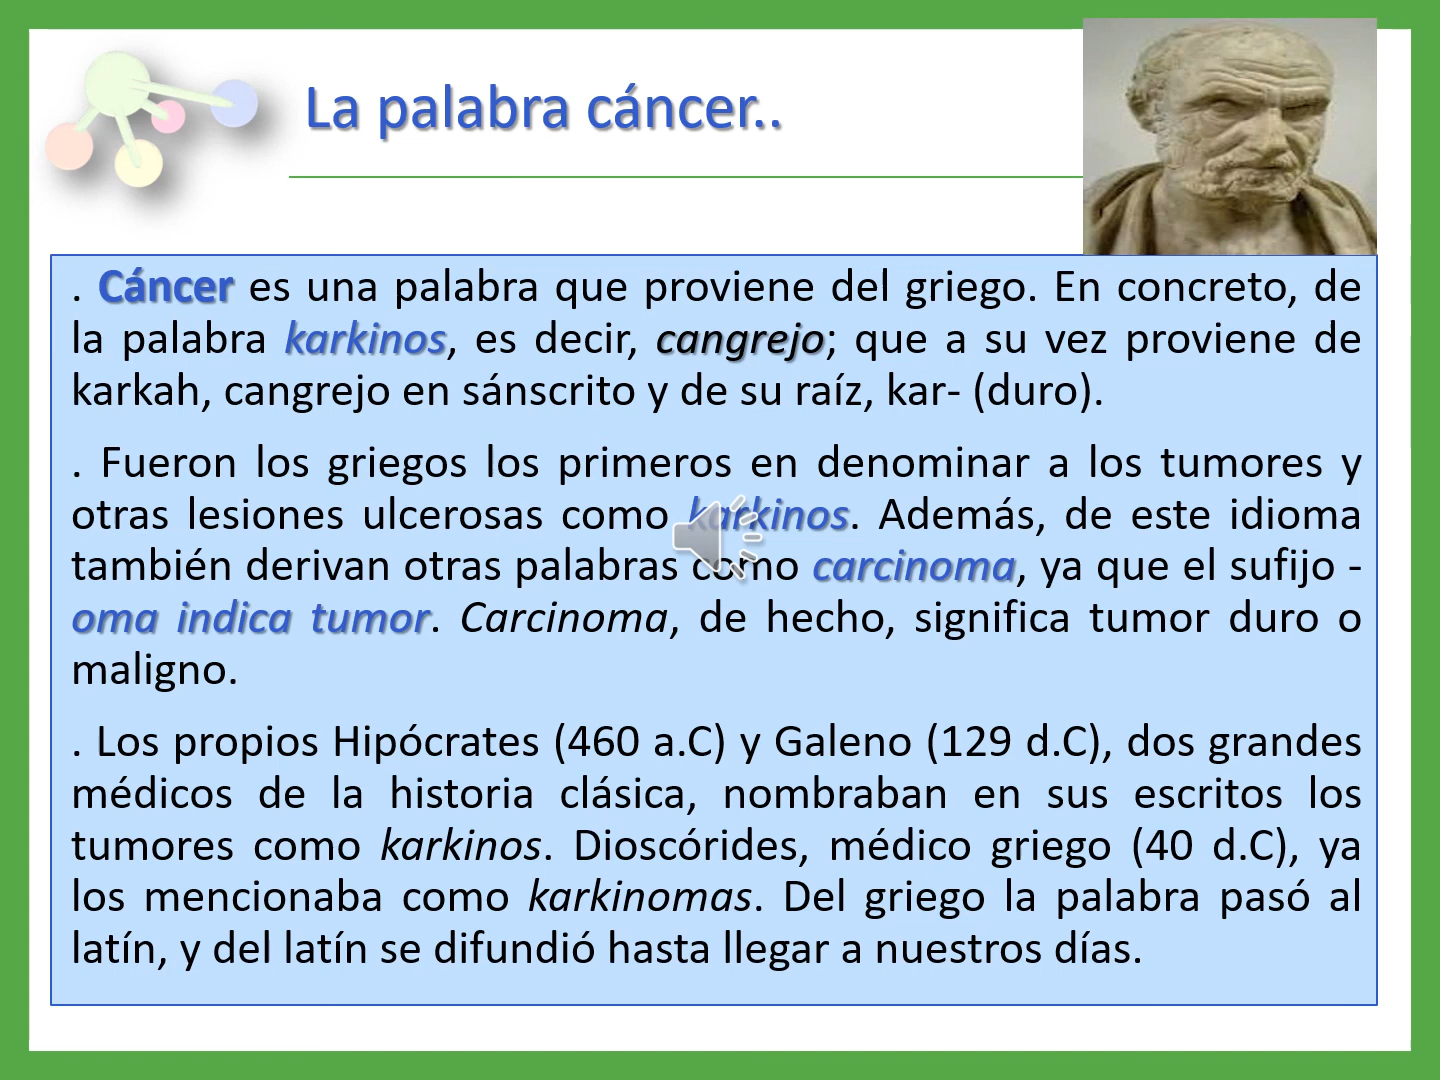 La palabra cáncer..
. Cáncer es una palabra que proviene del griego. En concreto, de
la palabra karkinos, es decir, cangrejo; que a su vez proviene de
karkah, cangrejo en sánscrito y de su raíz, kar- (duro).
. Fueron los griegos los primeros en denominar a los tumores y
otras lesiones ulcerosas como karkinos. Además, de este idioma
también derivan otras palabras como carcinoma, ya que el sufijo -
oma indica tumor. Carcinoma, de hecho, significa tumor duro o
maligno.
. Los propios Hipócrates (460 a.C) y Galeno (129 d.C), dos grandes
médicos de la historia clásica, nombraban en sus escritos los
tumores como karkinos. Dioscórides, médico griego (40 d.C), ya
los mencionaba como karkinomas. Del griego la palabra pasó al
latín, y del latín se difundió hasta llegar a nuestros días.